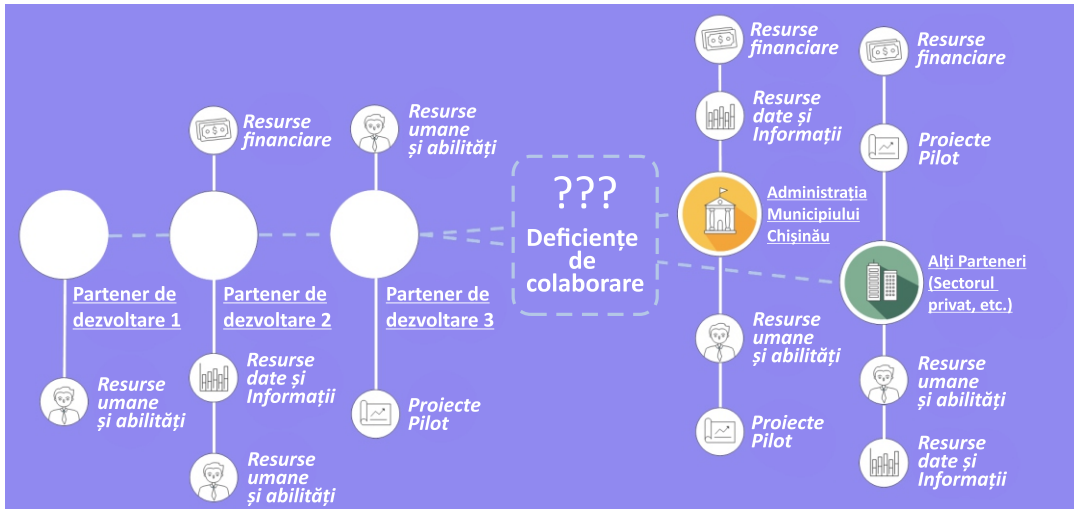 Resurse
umane
și abilități
Partener de
dezvoltare 1
Resurse
financiare
Partener de
dezvoltare 2
Resurse
date și
Informații
Resurse
umane
și abilități
Resurse
umane
și abilități
Partener de
dezvoltare 3
Proiecte
Pilot
???
Deficiențe
de
colaborare
Resurse
financiare
Resurse
date și
Informații
Administrația
Municipiului
Chișinău
Resurse
umane
și abilități
Proiecte
Pilot
Resurse
financiare
Proiecte
Pilot
Alți Parteneri
(Sectorul
privat, etc.)
Resurse
umane
și abilități
Resurse
date și
Informații